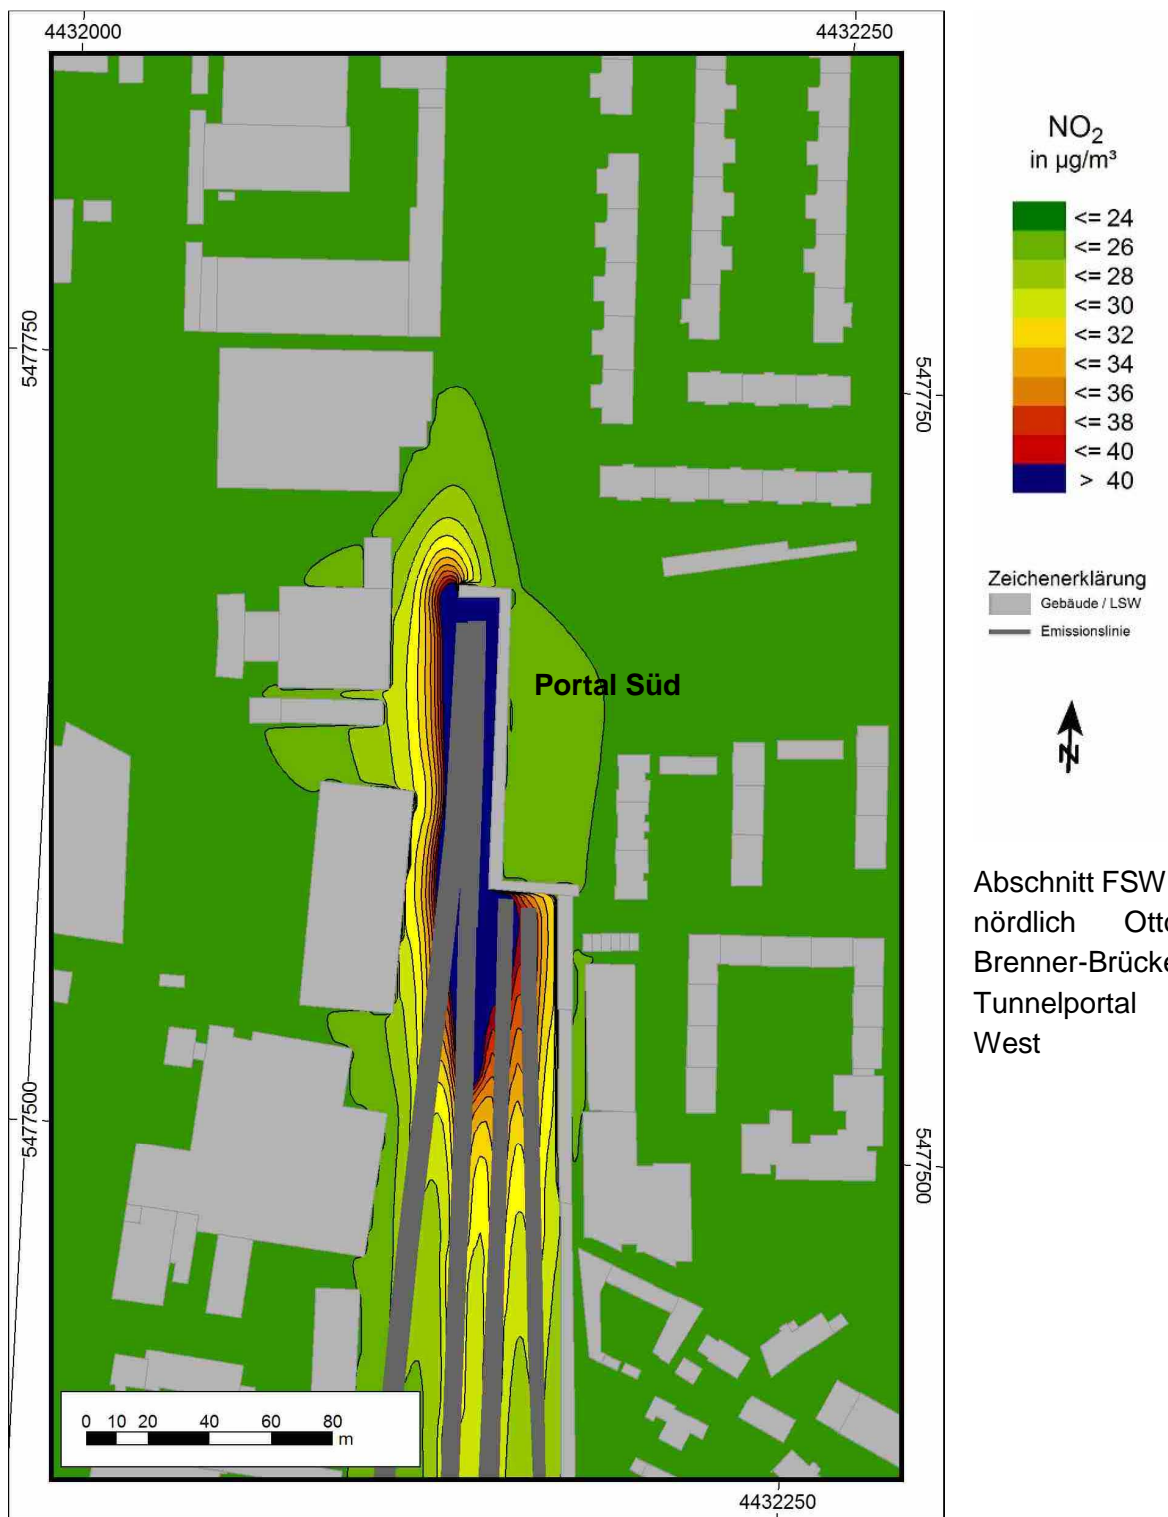 4432000
4432250
5477750
5477750
5477500
5477500
Portal Süd
0 10 20 40 60 80
m
4432250
NO₂
in µg/m³
<= 24
<= 26
<= 28
<= 30
<= 32
<= 34
<= 36
<= 38
<= 40
> 40
Zeichenerklärung
Gebäude / LSW
Emissionslinie
N
Abschnitt FSW
nördlich Otto
Brenner-Brücke
Tunnelportal
West